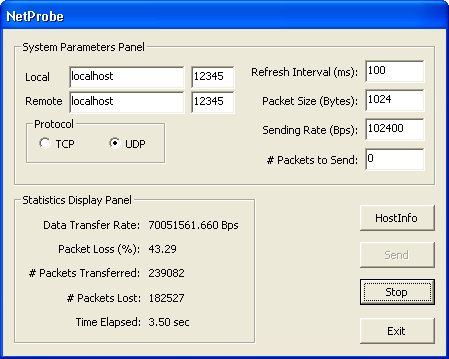 NetProbe
System Parameters Panel
Local localhost 12345
Remote localhost 12345
Protocol
TCP UDP
Refresh Interval (ms): 100
Packet Size (Bytes): 1024
Sending Rate (Bps): 102400
# Packets to Send: 0
Statistics Display Panel
Data Transfer Rate: 70051561.660 Bps
Packet Loss (%): 43.29
# Packets Transferred: 239082
# Packets Lost: 182527
Time Elapsed: 3.50 sec
HostInfo
Send
Stop
Exit